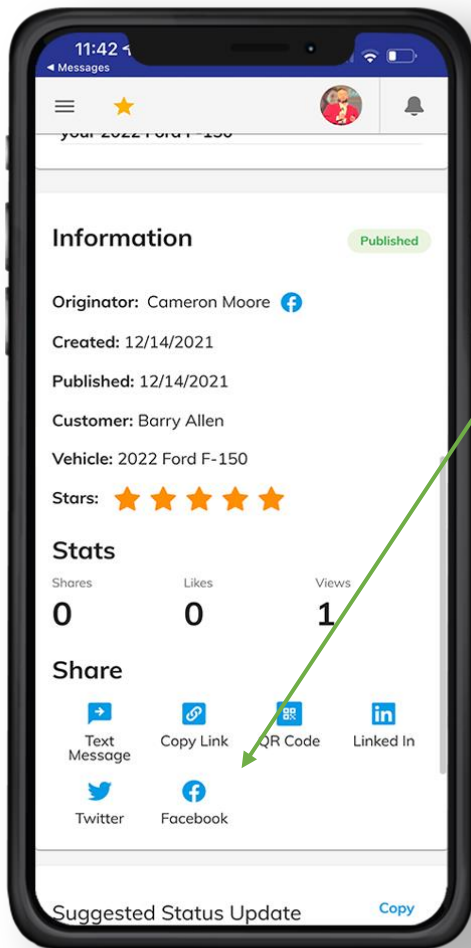 11:42
Messages
your 2022 Ford F-150
Information
Published
Originator: Cameron Moore
Created: 12/14/2021
Published: 12/14/2021
Customer: Barry Allen
Vehicle: 2022 Ford F-150
Stars:
Stats
Shares Likes Views
0 0 1
Share
Text Message Copy Link QR Code Linked In
Twitter Facebook
Suggested Status Update Copy